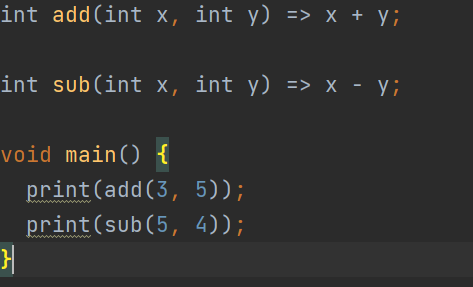 int add(int x, int y) => x + y;
int sub(int x, int y) => x - y;
void main() {
  print(add(3, 5));
  print(sub(5, 4));
}